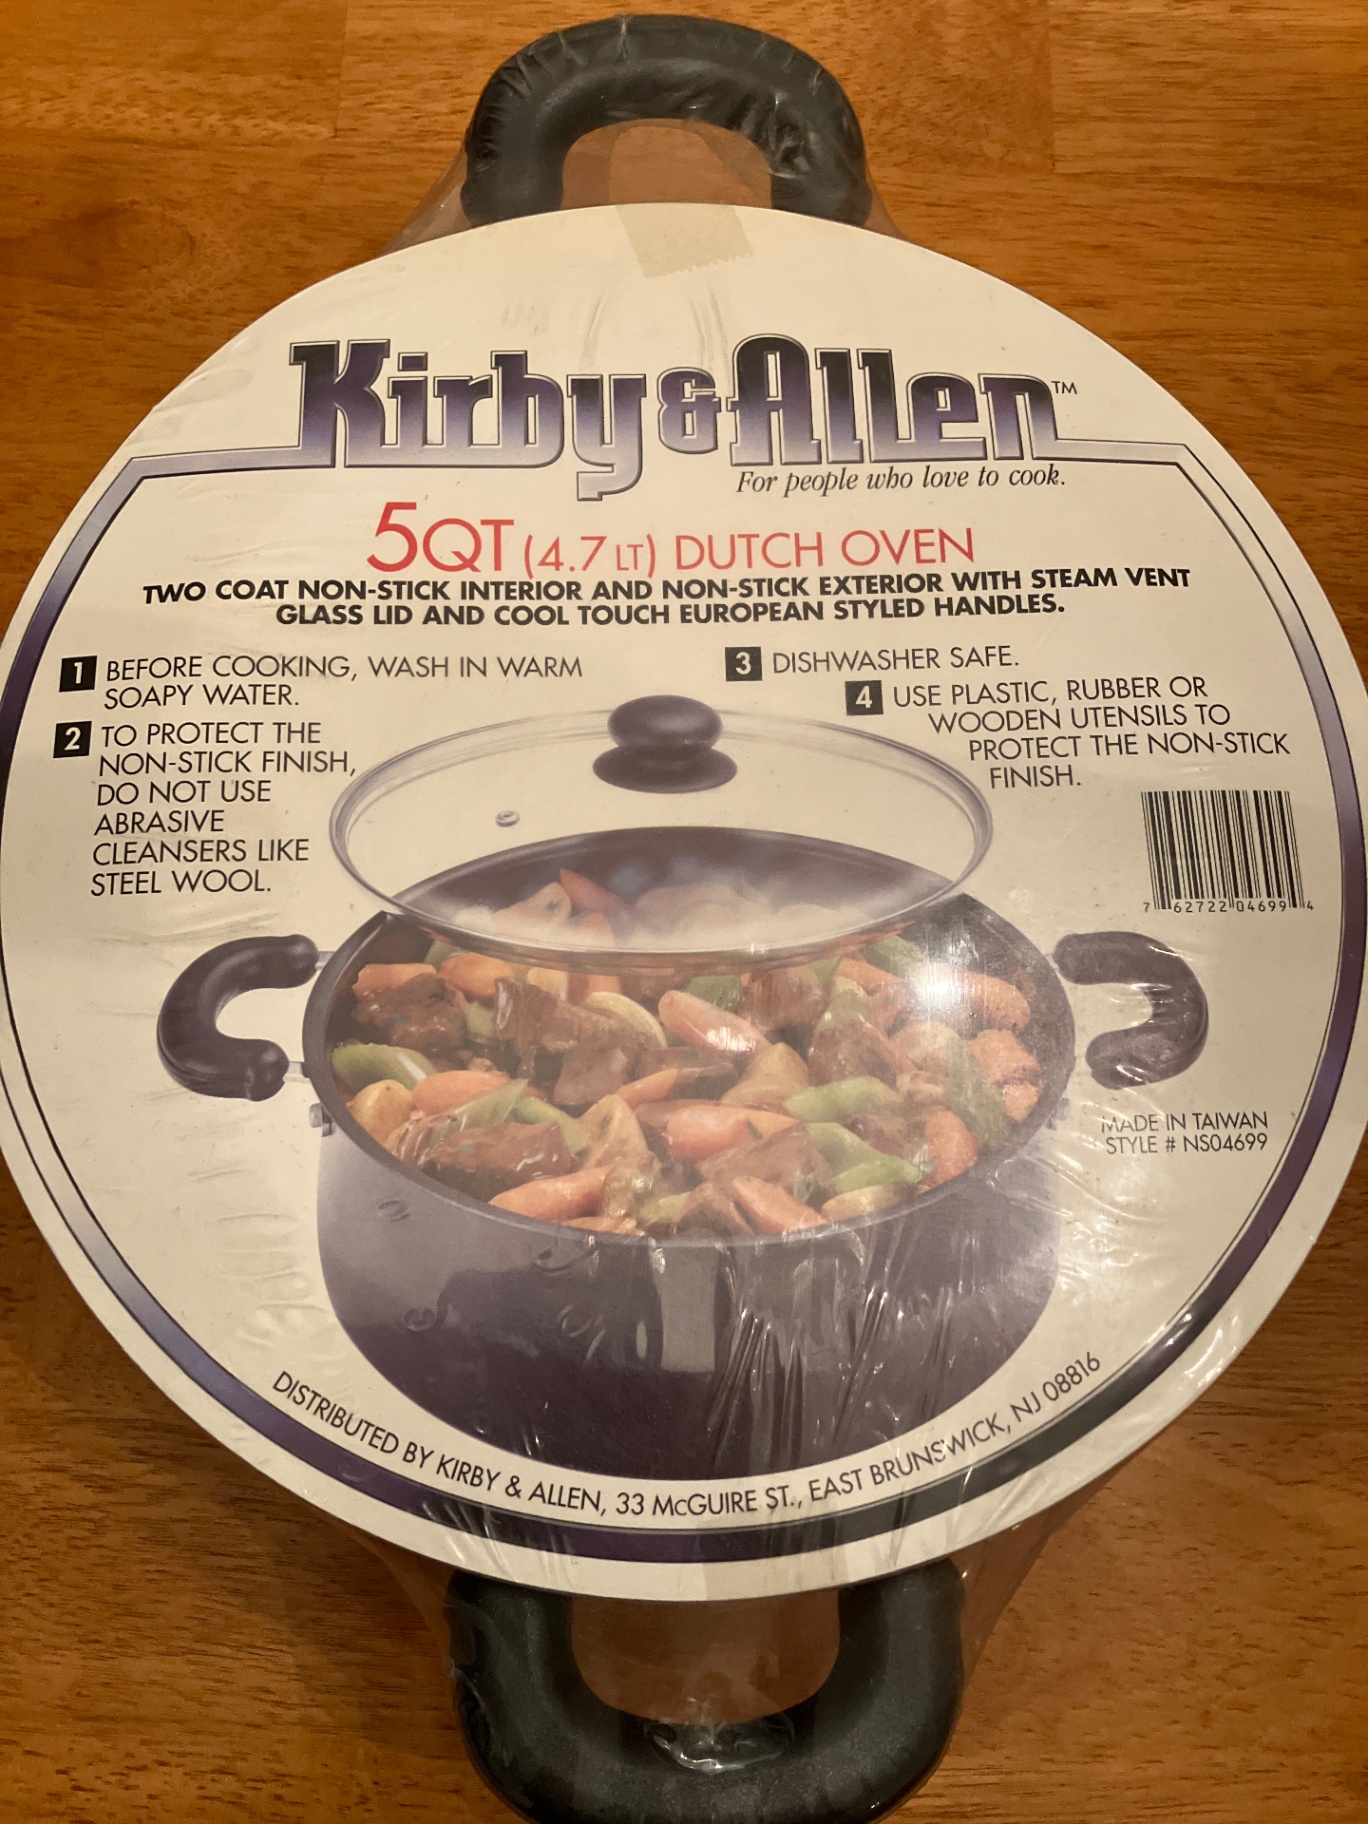 Kirby & Allen™
For people who love to cook.
5QT (4.7 LT) DUTCH OVEN
TWO COAT NON-STICK INTERIOR AND NON-STICK EXTERIOR WITH STEAM VENT
GLASS LID AND COOL TOUCH EUROPEAN STYLED HANDLES.
1 BEFORE COOKING, WASH IN WARM
SOAPY WATER.
2 TO PROTECT THE
NON-STICK FINISH,
DO NOT USE
ABRASIVE
CLEANSERS LIKE
STEEL WOOL.
3 DISHWASHER SAFE.
4 USE PLASTIC, RUBBER OR
WOODEN UTENSILS TO
PROTECT THE NON-STICK
FINISH.
7 62722 04699 4
MADE IN TAIWAN
STYLE # NS04699
DISTRIBUTED BY KIRBY & ALLEN, 33 McGUIRE ST., EAST BRUNSWICK, NJ 08816